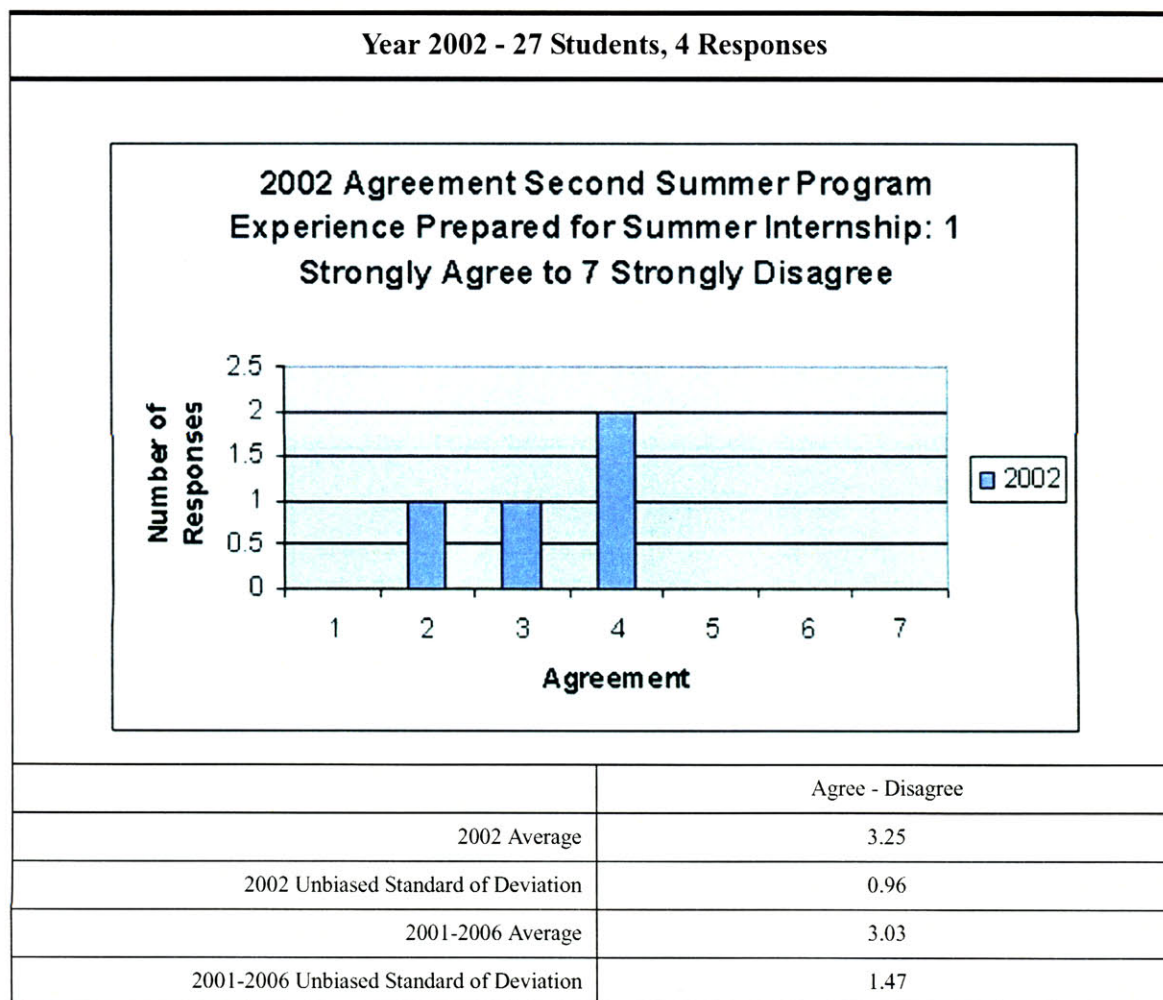 Year 2002 - 27 Students, 4 Responses
2002 Agreement Second Summer Program
Experience Prepared for Summer Internship: 1
Strongly Agree to 7 Strongly Disagree
Number of
Responses
2.5
2
1.5
1
0.5
0
1 2 3 4 5 6 7
Agreement
2002
Agree - Disagree
2002 Average 3.25
2002 Unbiased Standard of Deviation 0.96
2001-2006 Average 3.03
2001-2006 Unbiased Standard of Deviation 1.47